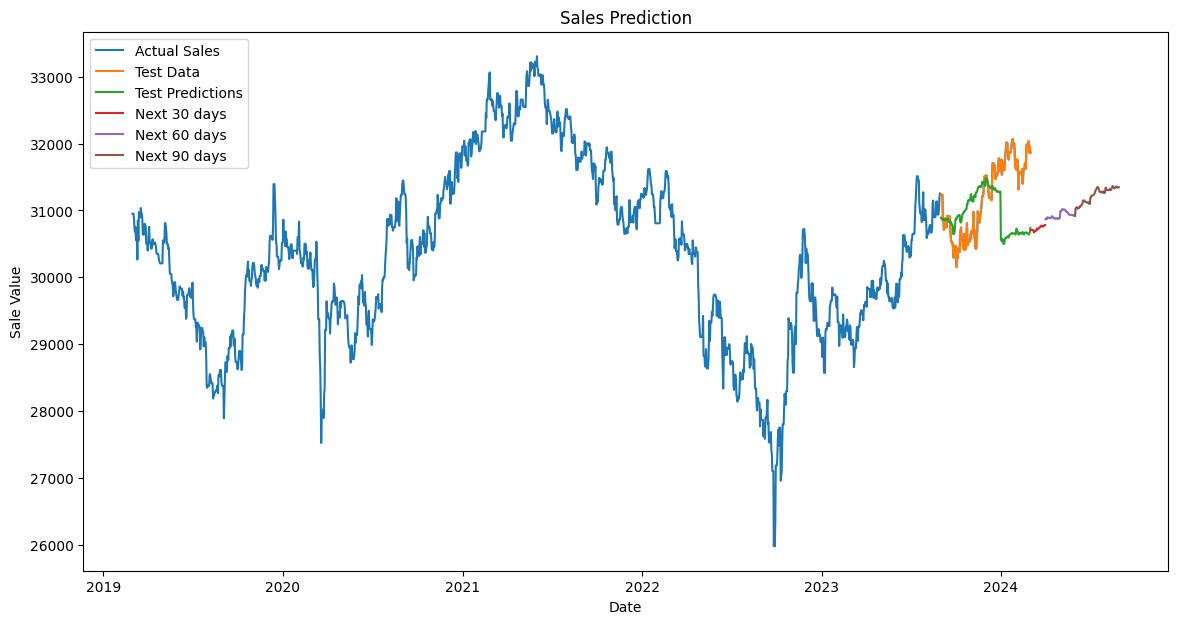 Sales Prediction
Actual Sales
Test Data
Test Predictions
Next 30 days
Next 60 days
Next 90 days
33000
32000
31000
30000
29000
28000
27000
26000
Sale Value
2019
2020
2021
2022
2023
2024
Date